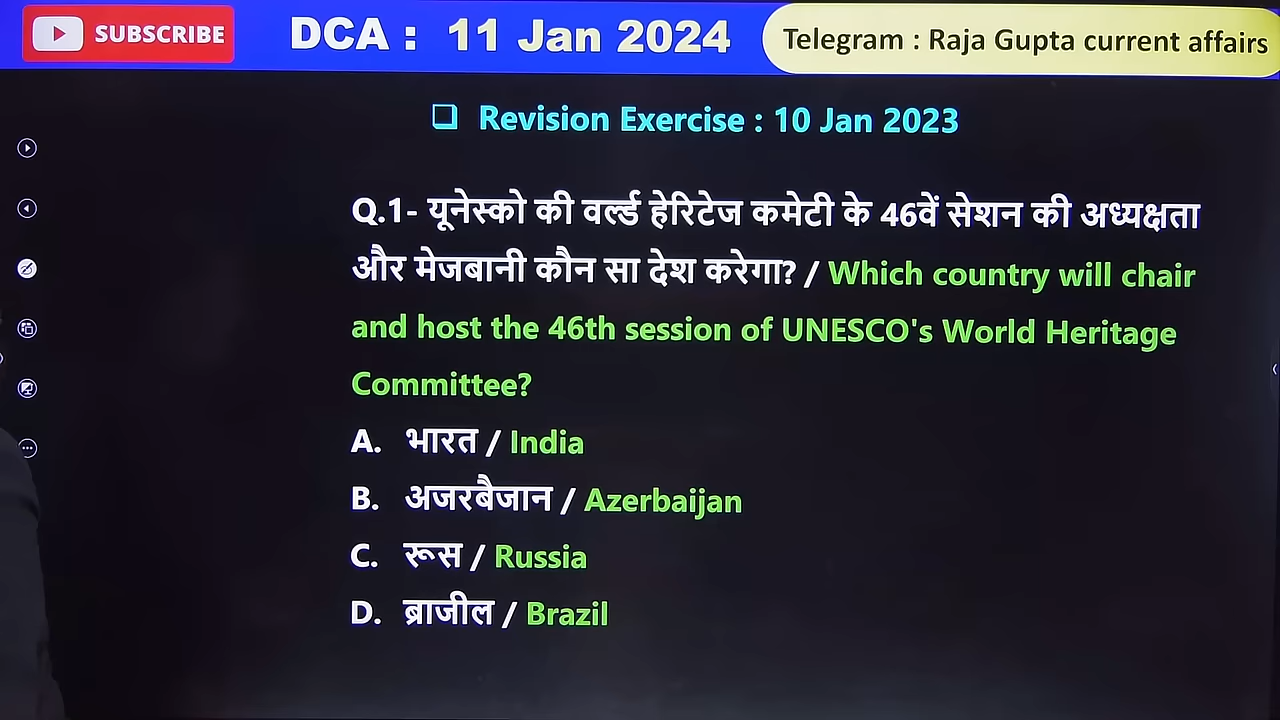 SUBSCRIBE
DCA : 11 Jan 2024
Telegram : Raja Gupta current affairs
Revision Exercise : 10 Jan 2023
Q.1- यूनेस्को की वर्ल्ड हेरिटेज कमेटी के 46वें सेशन की अध्यक्षता
और मेजबानी कौन सा देश करेगा? / Which country will chair
and host the 46th session of UNESCO's World Heritage
Committee?
A. भारत / India
B. अजरबैजान / Azerbaijan
C. रूस / Russia
D. ब्राजील / Brazil